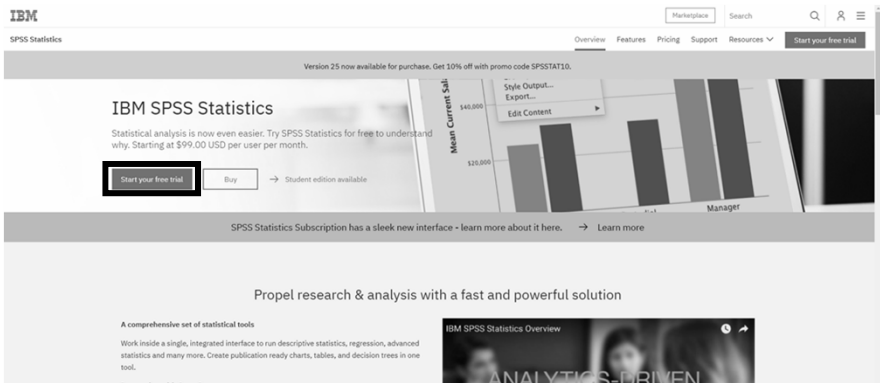 IBM
Marketplace
Search
SPSS Statistics
Overview
Features
Pricing
Support
Resources
Start your free trial
Version 25 now available for purchase. Get 10% off with promo code SPSSTAT10.
IBM SPSS Statistics
Statistical analysis is now even easier. Try SPSS Statistics for free to understand
why. Starting at $99.00 USD per user per month.
Start your free trial
Buy
→ Student edition available
Style Output...
Export...
Edit Content
Mean Current Sal
$40,000
$20,000
Manager
SPSS Statistics Subscription has a sleek new interface - learn more about it here. → Learn more
Propel research & analysis with a fast and powerful solution
A comprehensive set of statistical tools
Work inside a single, integrated interface to run descriptive statistics, regression, advanced
statistics and many more. Create publication ready charts, tables, and decision trees in one
tool.
IBM SPSS Statistics Overview
ANALYTICS-DRIVEN